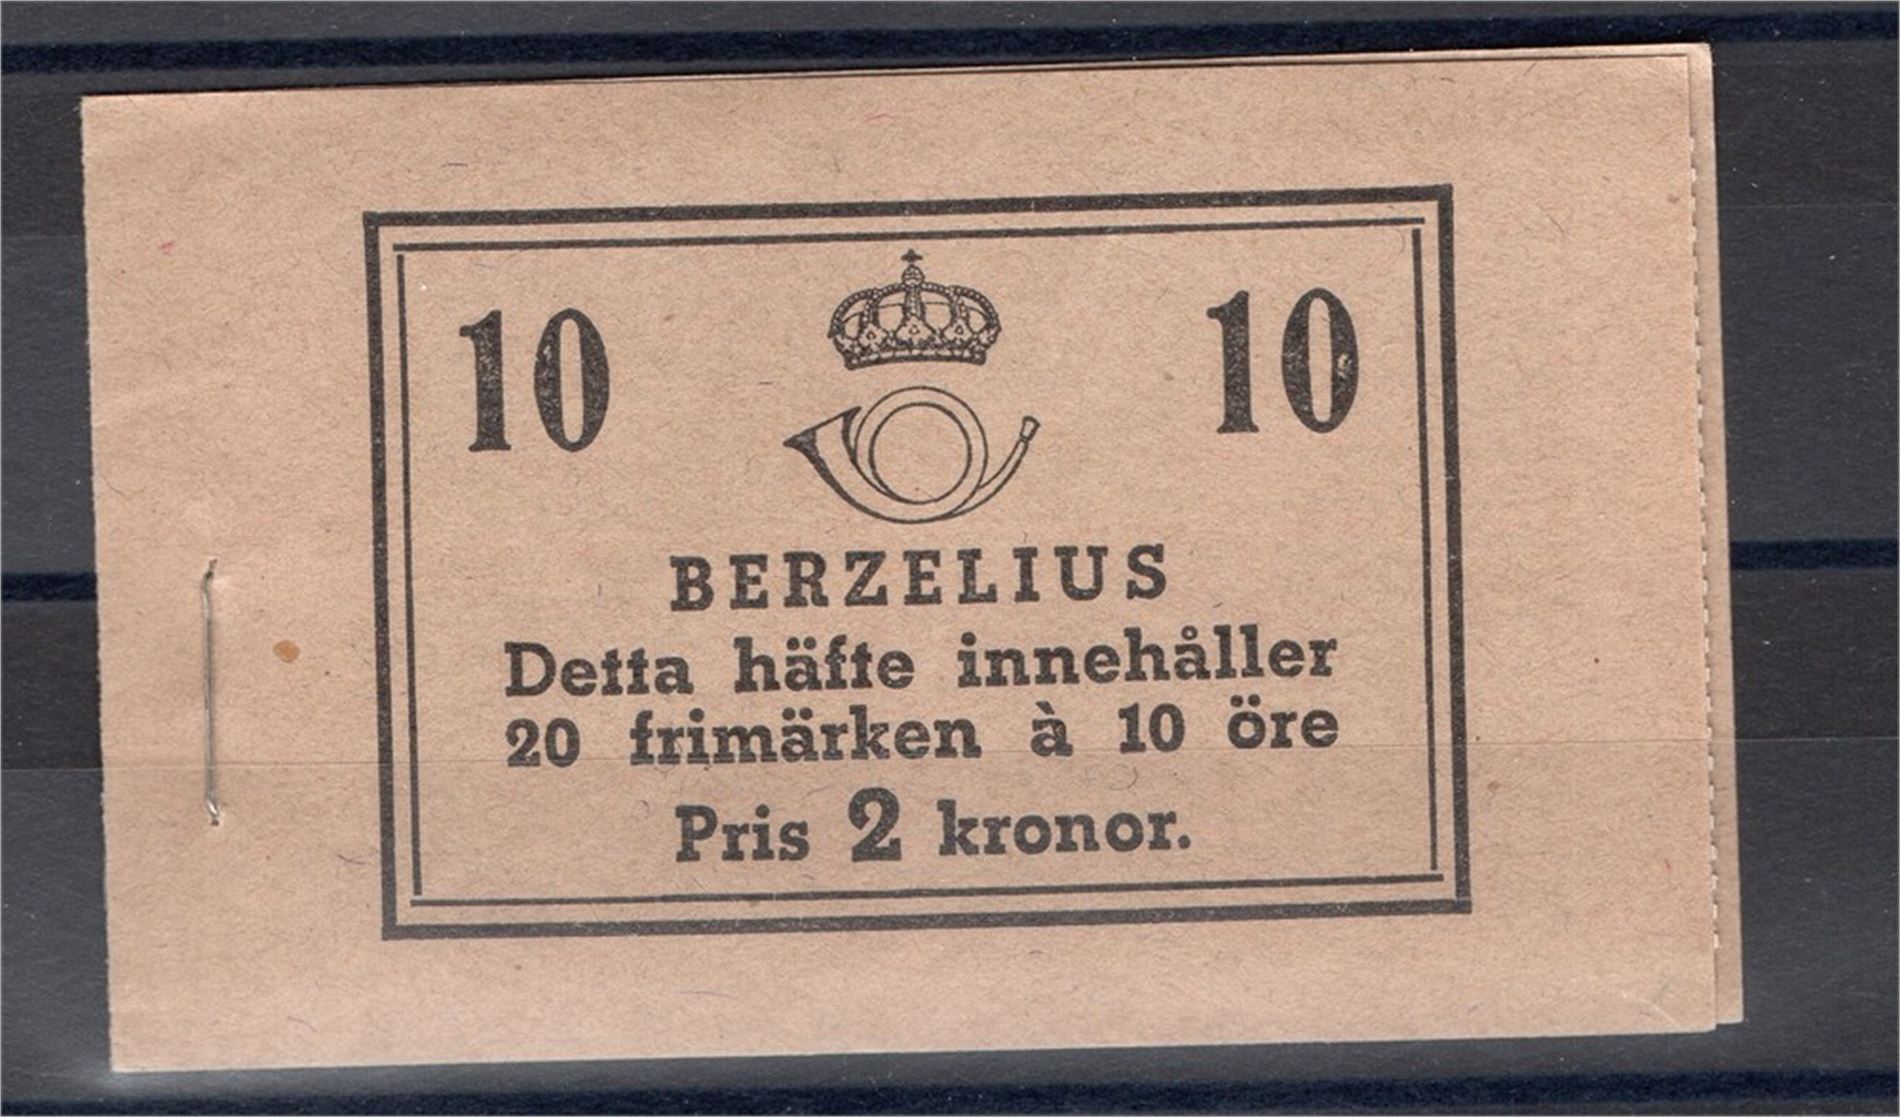 10 10
BERZELIUS
Detta häfte innehåller
20 frimärken à 10 öre
Pris 2 kronor.